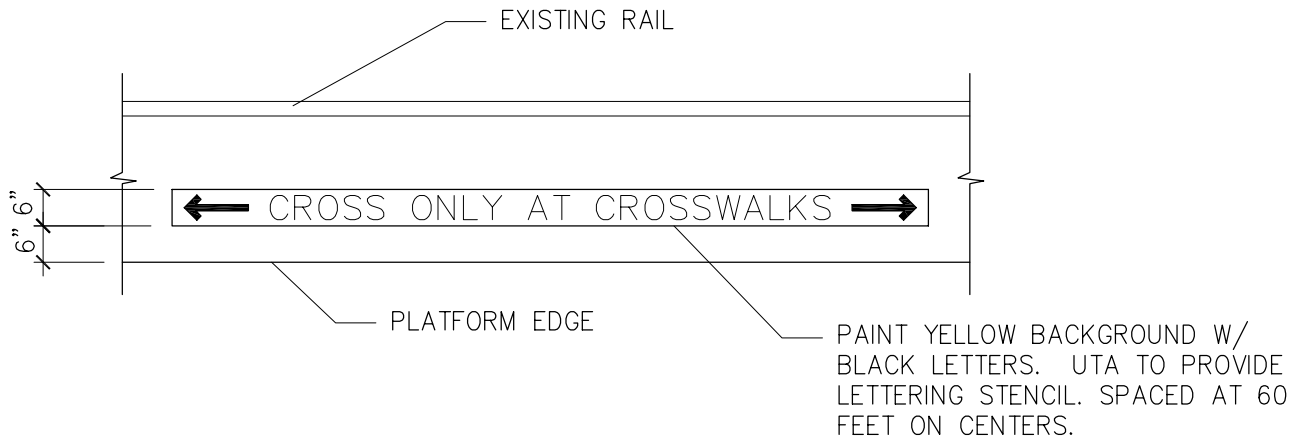 EXISTING RAIL
6"
6"
CROSS ONLY AT CROSSWALKS
PLATFORM EDGE
PAINT YELLOW BACKGROUND W/
BLACK LETTERS. UTA TO PROVIDE
LETTERING STENCIL. SPACED AT 60
FEET ON CENTERS.